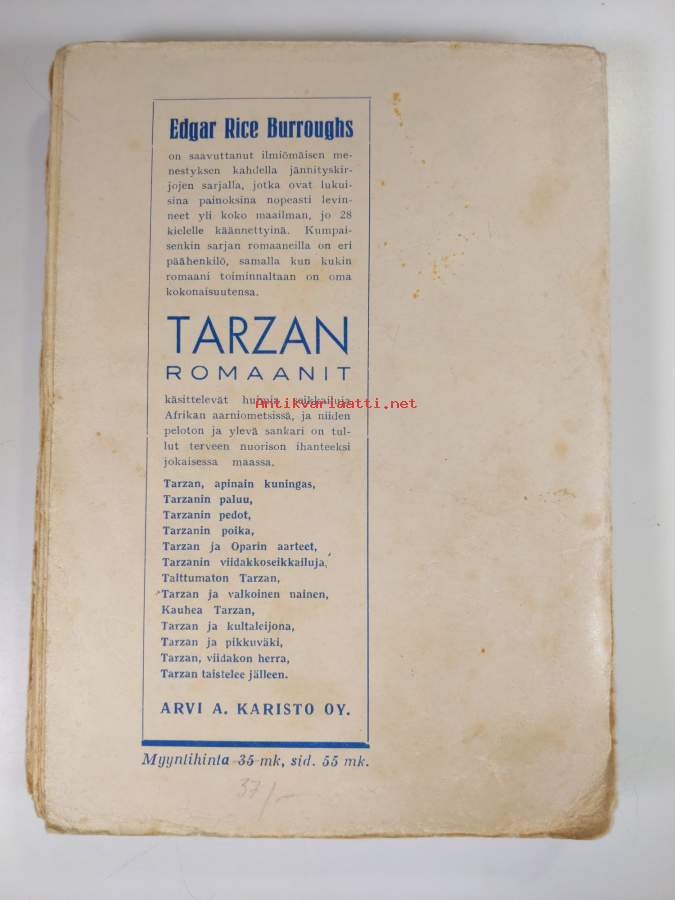 Edgar Rice Burroughs
on saavuttanut ilmiömäisen me-
nestyksen kahdella jännityskir-
jojen sarjalla, jotka ovat lukui-
sina painoksina nopeasti levin-
neet yli koko maailman, jo 28
kielelle käännettyinä. Kumpai-
senkin sarjan romaaneilla on eri
päähenkilö, samalla kun kukin
romaani toiminnaltaan on oma
kokonaisuutensa.
TARZAN
ROMAANIT
käsittelevät hurjia seikkailuja
Antikvariaatti.net
Afrikan aarniometsissä, ja niiden
peloton ja ylevä sankari on tul-
lut terveen nuorison ihanteeksi
jokaisessa maassa.
Tarzan, apinain kuningas,
Tarzanin paluu,
Tarzanin pedot,
Tarzanin poika,
Tarzan ja Oparin aarteet,
Tarzanin viidakkoseikkailuja,
Talttumaton Tarzan,
Tarzan ja valkoinen nainen,
Kauhea Tarzan,
Tarzan ja kultaleijona,
Tarzan ja pikkuväki,
Tarzan, viidakon herra,
Tarzan taistelee jälleen.
ARVI A. KARISTO OY.
Myyntihinta 35 mk, sid. 55 mk.
37/-